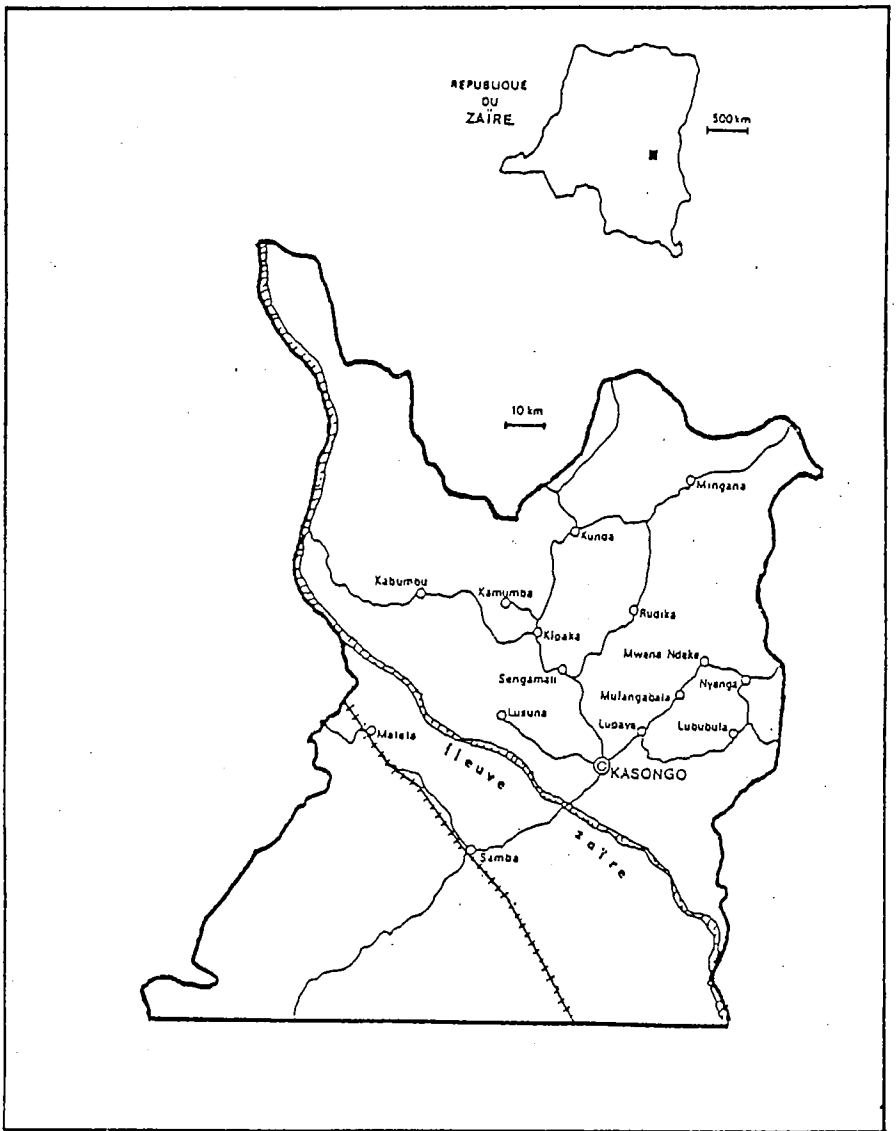 REPUBLIQUE
DU
ZAÏRE
500 km
10 km
Mingana
Kunda
Kabumbu
Kamumba
Rudika
Kipaka
Mwana Ndeke
Sengamali
Nyanga
Mulangabala
Lusuna
Lupaya
Lububula
Malela
fleuve
KASONGO
zaïre
Samba